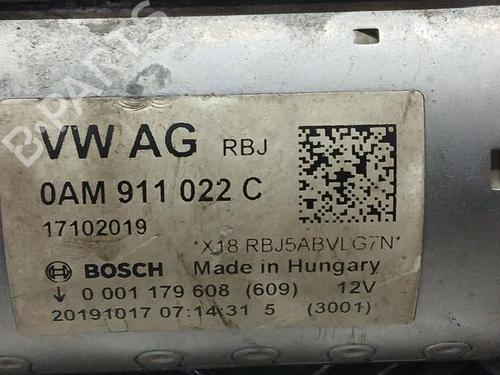 VW AG RBJ
0AM 911 022 C
17102019
*X18 RBJ5ABVLG7N*
BOSCH Made in Hungary
↓ 0 001 179 608 (609) 12V
20191017 07:14:31 5 (3001)
B-PARTS